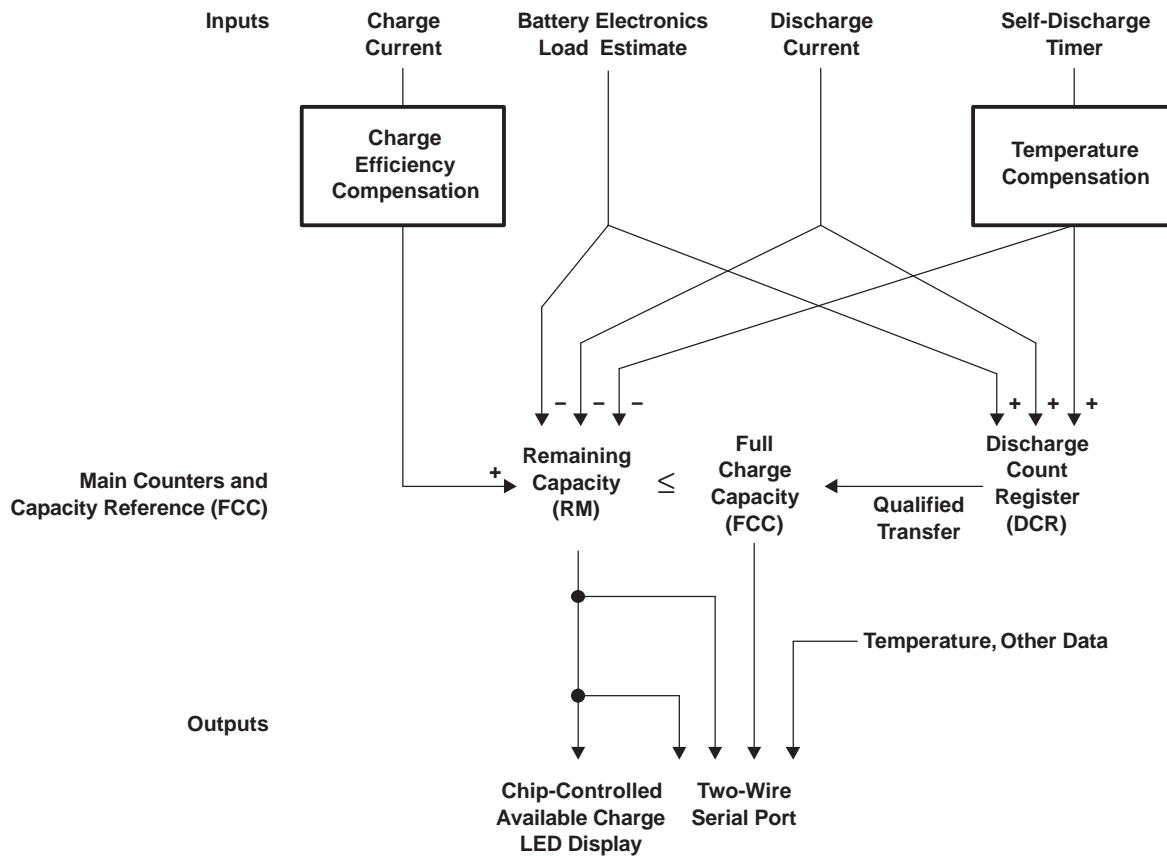 Inputs
Charge
Current
Battery Electronics
Load Estimate
Discharge
Current
Self-Discharge
Timer
Charge
Efficiency
Compensation
Temperature
Compensation
– – –
+ + +
Main Counters and
Capacity Reference (FCC)
+
Remaining
Capacity
(RM)
≤
Full
Charge
Capacity
(FCC)
Qualified
Transfer
Discharge
Count
Register
(DCR)
Temperature, Other Data
Outputs
Chip-Controlled
Available Charge
LED Display
Two-Wire
Serial Port